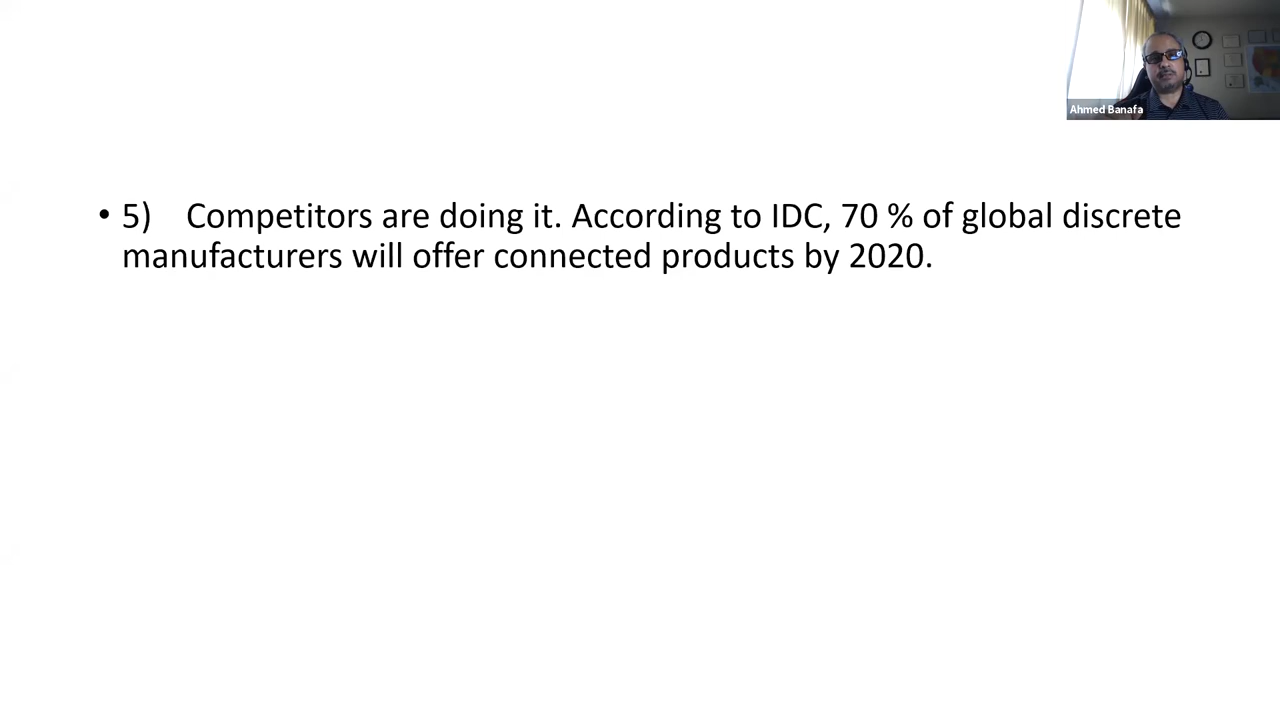 Ahmed Banafa
• 5) Competitors are doing it. According to IDC, 70 % of global discrete
manufacturers will offer connected products by 2020.